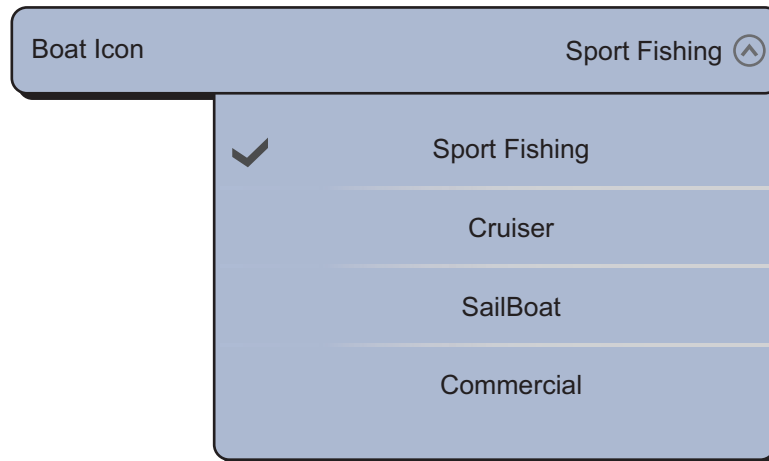 Boat Icon Sport Fishing
Sport Fishing
Cruiser
SailBoat
Commercial